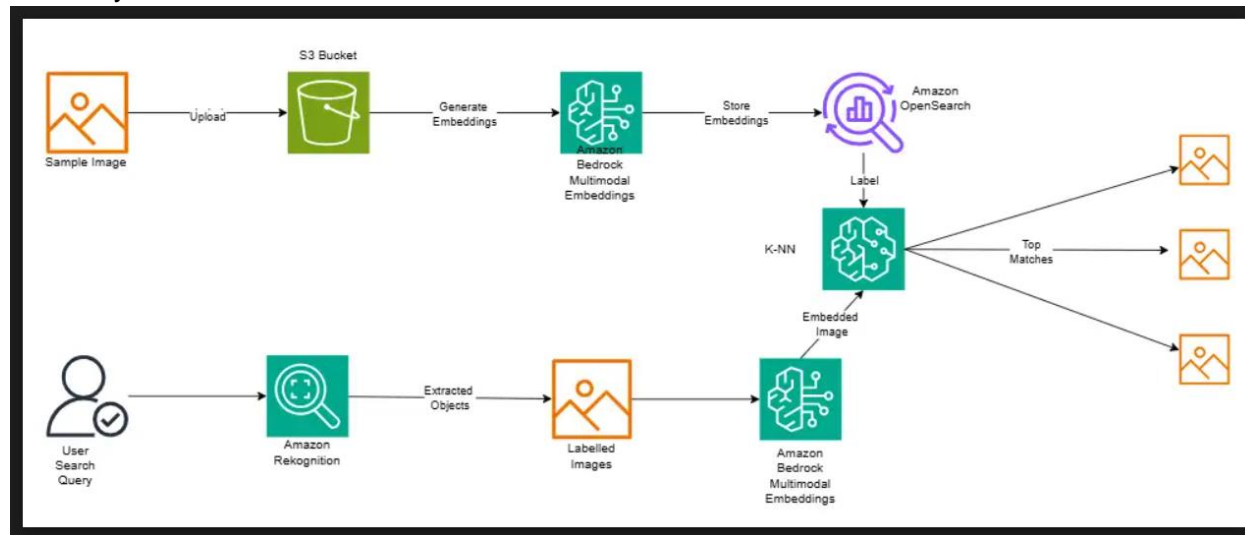 S3 Bucket
Sample Image
Upload
Generate
Embeddings
Amazon
Bedrock
Multimodal
Embeddings
Store
Embeddings
Amazon
OpenSearch
Label
K-NN
Top
Matches
Embedded
Image
User
Search
Query
Amazon
Rekognition
Extracted
Objects
Labelled
Images
Amazon
Bedrock
Multimodal
Embeddings